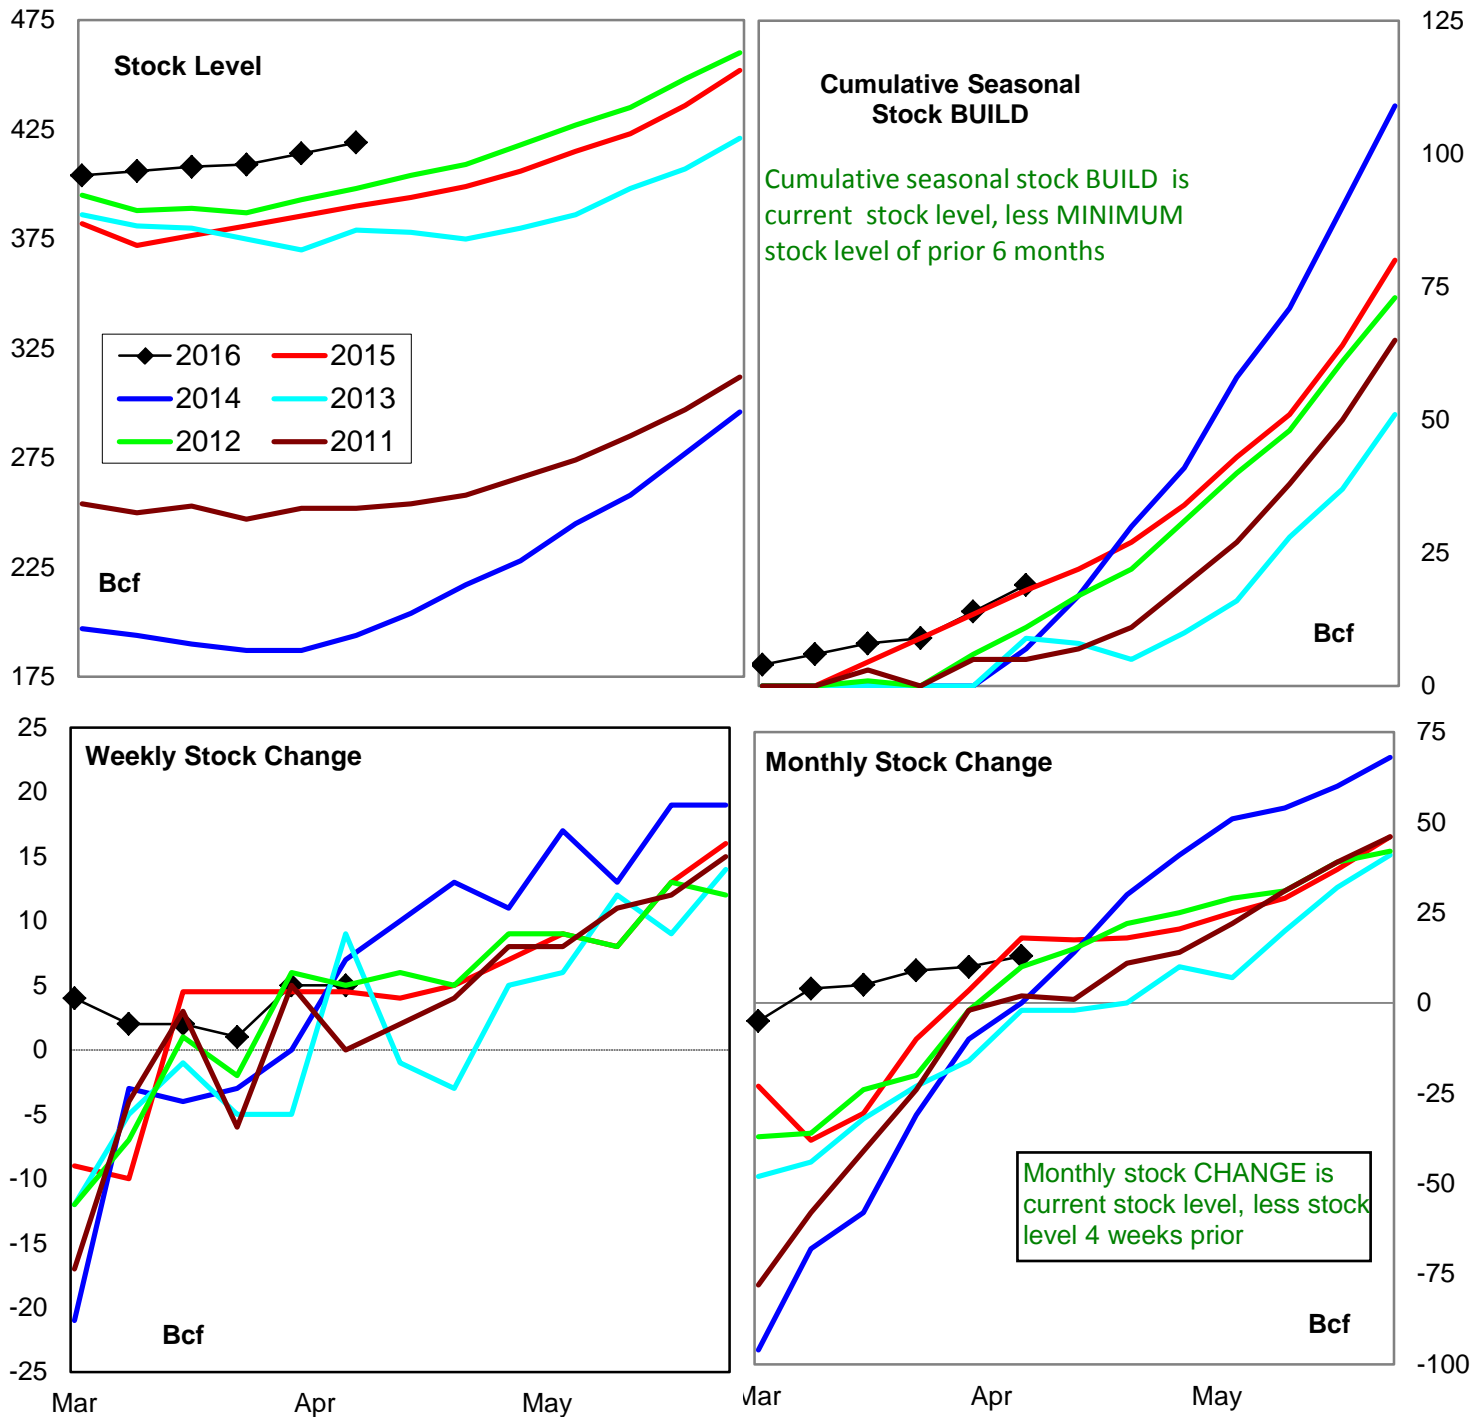 475
425
375
325
275
225
175
Stock Level
2016
2015
2014
2013
2012
2011
Bcf
125
100
75
50
25
0
Cumulative Seasonal
Stock BUILD
Cumulative seasonal stock BUILD is
current stock level, less MINIMUM
stock level of prior 6 months
Bcf
25
20
15
10
5
0
-5
-10
-15
-20
-25
Weekly Stock Change
Bcf
Mar
Apr
May
75
50
25
0
-25
-50
-75
-100
Monthly Stock Change
Monthly stock CHANGE is
current stock level, less stock
level 4 weeks prior
Bcf
Mar
Apr
May